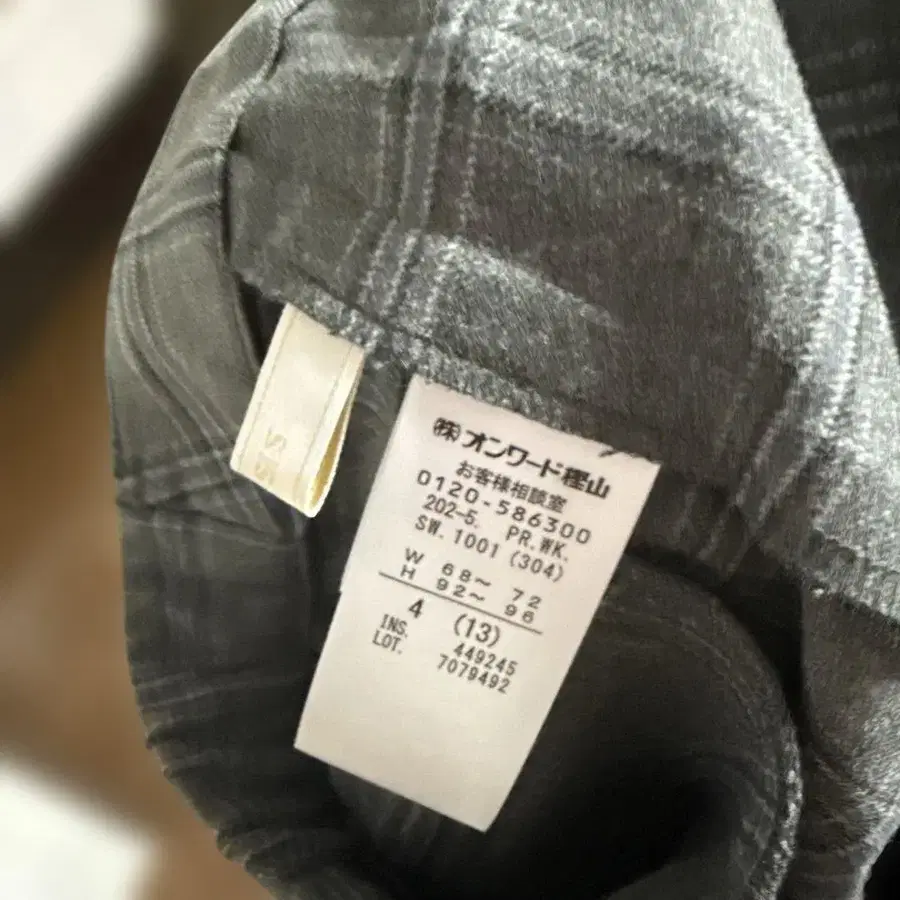 ㈱オンワード樫山
お客様相談室
0120-586300
202-5. PR.WK.
SW.1001 (304)
W 68～ 72
H 92～ 96
4 (13)
INS. 449245
LOT. 7079492